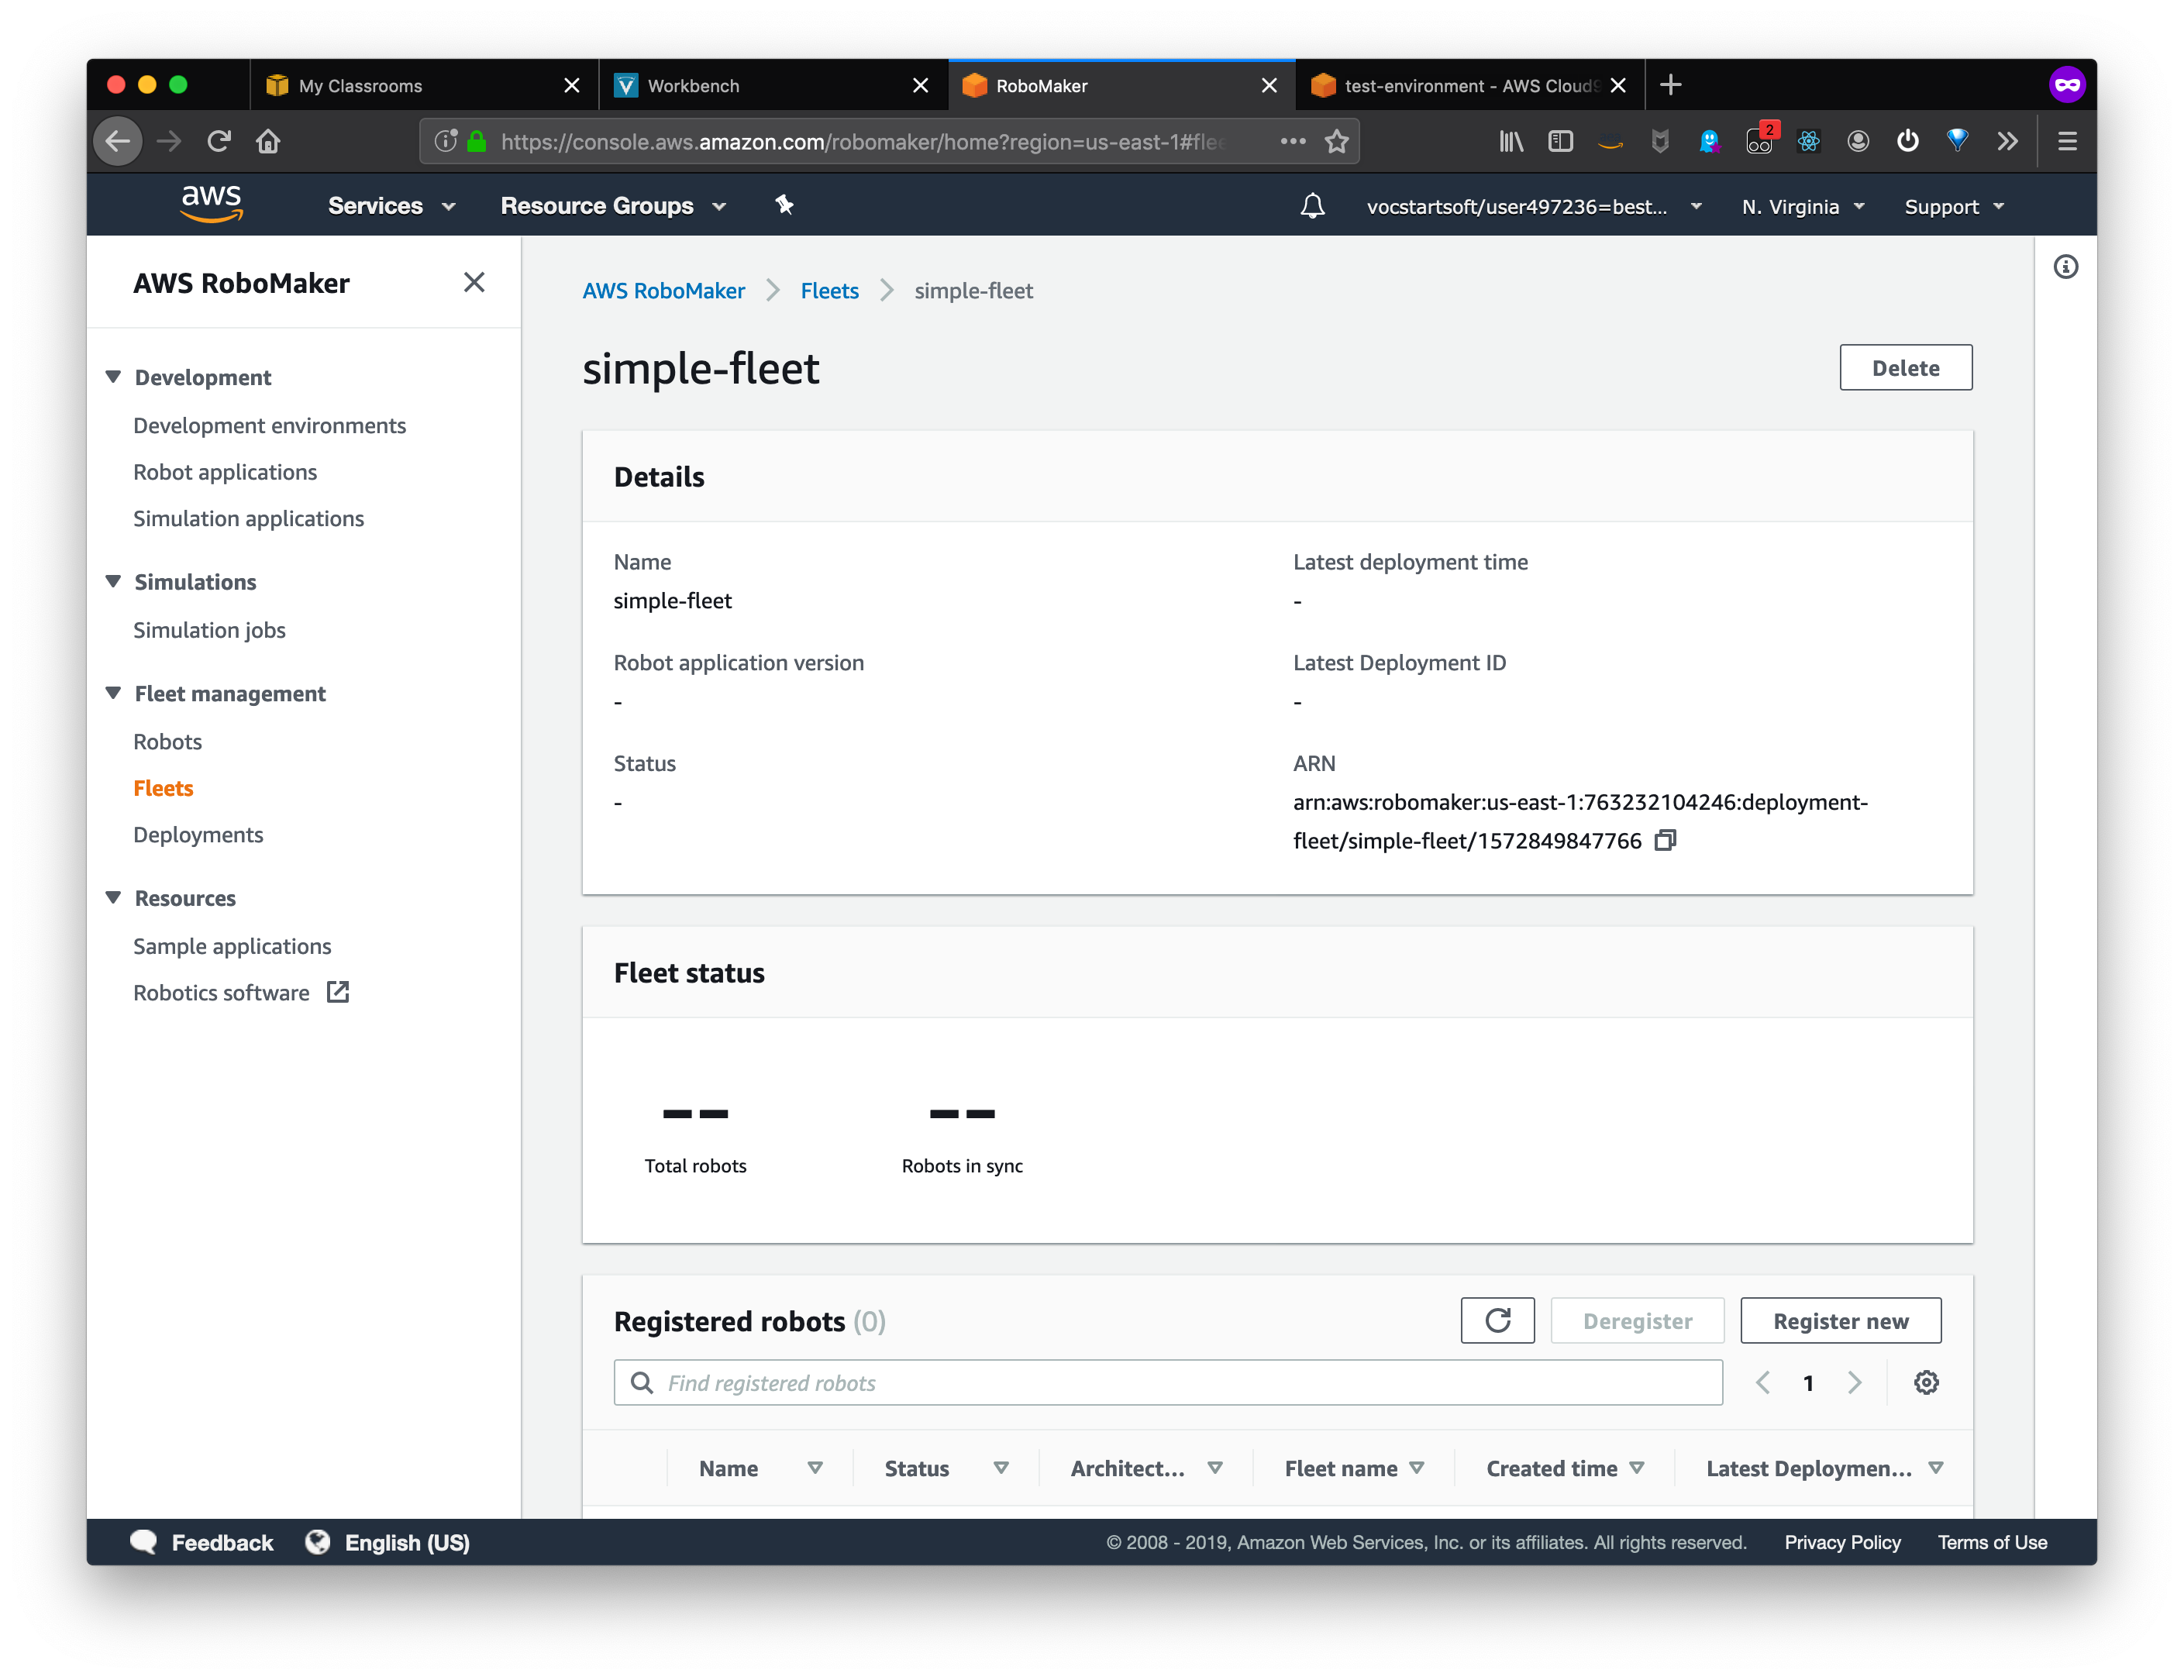 My Classrooms
Workbench
RoboMaker
test-environment - AWS Cloud9
https://console.aws.amazon.com/robomaker/home?region=us-east-1#flee
2
aws
Services
Resource Groups
vocstartsoft/user497236=best...
N. Virginia
Support
AWS RoboMaker
Development
Development environments
Robot applications
Simulation applications
Simulations
Simulation jobs
Fleet management
Robots
Fleets
Deployments
Resources
Sample applications
Robotics software
AWS RoboMaker
Fleets
simple-fleet
simple-fleet
Delete
Details
Name
simple-fleet
Latest deployment time
-
Robot application version
-
Latest Deployment ID
-
Status
-
ARN
arn:aws:robomaker:us-east-1:763232104246:deployment-
fleet/simple-fleet/1572849847766
Fleet status
--
Total robots
--
Robots in sync
Registered robots (0)
Deregister
Register new
Find registered robots
1
Name
Status
Architect...
Fleet name
Created time
Latest Deploymen...
Feedback
English (US)
© 2008 - 2019, Amazon Web Services, Inc. or its affiliates. All rights reserved.
Privacy Policy
Terms of Use